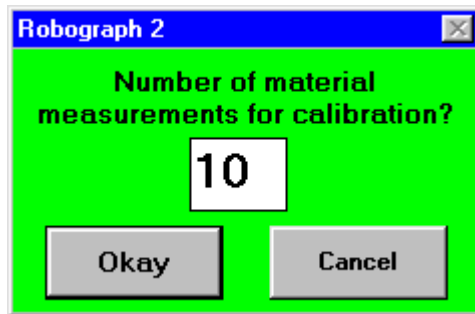 Robograph 2
Number of material
measurements for calibration?
10
Okay
Cancel